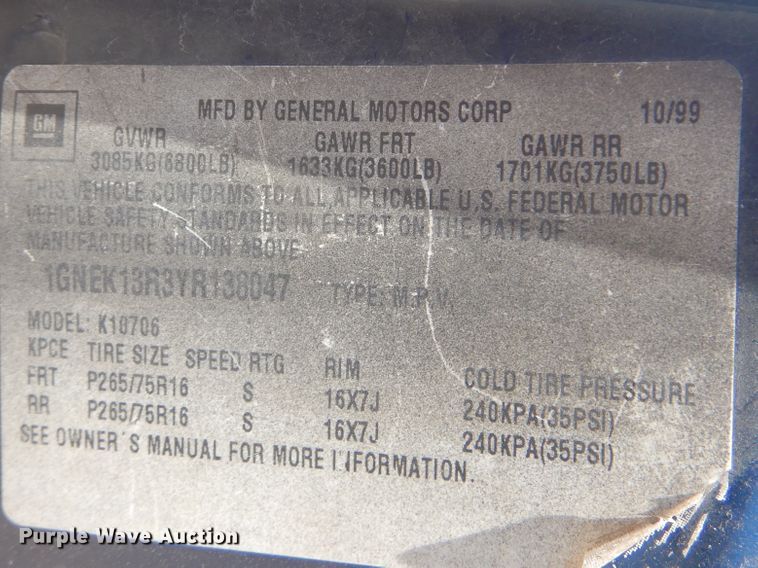 GM
MFD BY GENERAL MOTORS CORP 10/99
GVWR GAWR FRT GAWR RR
3085KG(6800LB) 1633KG(3600LB) 1701KG(3750LB)
THIS VEHICLE CONFORMS TO ALL APPLICABLE U.S. FEDERAL MOTOR
VEHICLE SAFETY STANDARDS IN EFFECT ON THE DATE OF
MANUFACTURE SHOWN ABOVE
1GNEK13R3YR138047 TYPE: M.P.V.
MODEL: K10706
KPCE TIRE SIZE SPEED RTG RIM COLD TIRE PRESSURE
FRT P265/75R16 S 16X7J 240KPA(35PSI)
RR P265/75R16 S 16X7J 240KPA(35PSI)
SEE OWNER'S MANUAL FOR MORE INFORMATION.
Purple Wave Auction